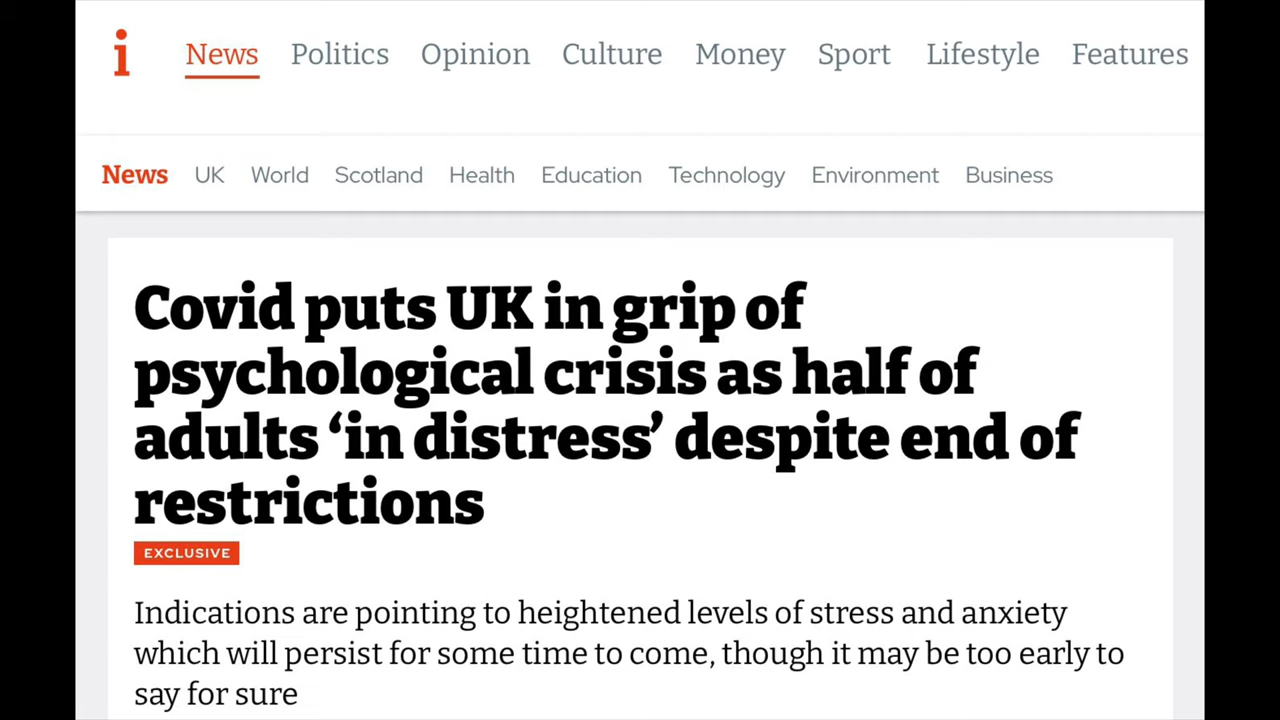 i
News Politics Opinion Culture Money Sport Lifestyle Features
News UK World Scotland Health Education Technology Environment Business
Covid puts UK in grip of
psychological crisis as half of
adults ‘in distress’ despite end of
restrictions
EXCLUSIVE
Indications are pointing to heightened levels of stress and anxiety
which will persist for some time to come, though it may be too early to
say for sure